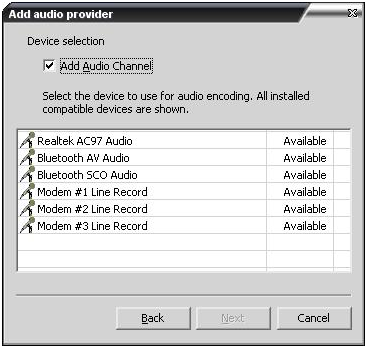 Add audio provider
Device selection
Add Audio Channel
Select the device to use for audio encoding. All installed
compatible devices are shown.
Realtek AC97 Audio Available
Bluetooth AV Audio Available
Bluetooth SCO Audio Available
Modem #1 Line Record Available
Modem #2 Line Record Available
Modem #3 Line Record Available
Back Next Cancel